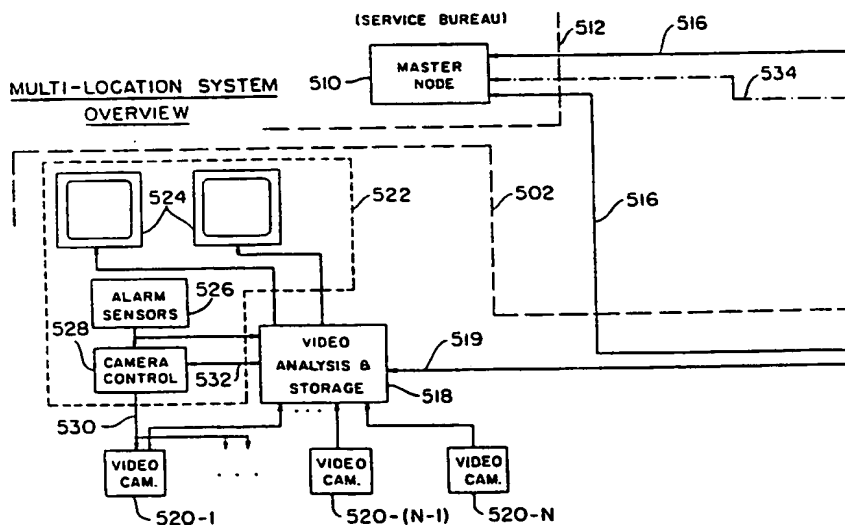 (SERVICE BUREAU)
512
516
510
MASTER
NODE
534
MULTI-LOCATION SYSTEM
OVERVIEW
524
522
502
516
ALARM
SENSORS
526
528
CAMERA
CONTROL
532
VIDEO
ANALYSIS &
STORAGE
519
518
530
. . .
VIDEO
CAM.
520-1
. . .
VIDEO
CAM.
520-(N-1)
VIDEO
CAM.
520-N